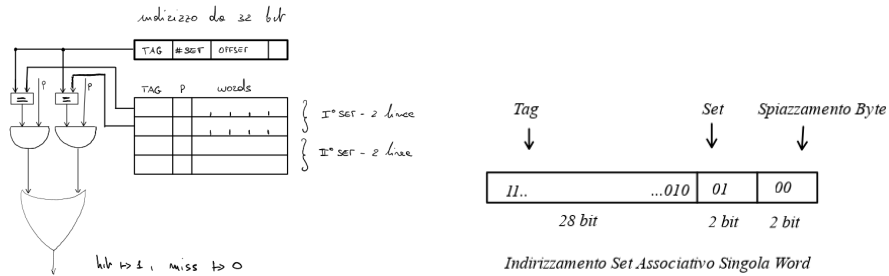 indirizzo da 32 bit
TAG #SET OFFSET
TAG P words
P P
= =
I° SET - 2 linee
II° SET - 2 linee
hit ↦ 1, miss ↦ 0
Tag Set Spiazzamento Byte
11.. ...010 01 00
28 bit 2 bit 2 bit
Indirizzamento Set Associativo Singola Word